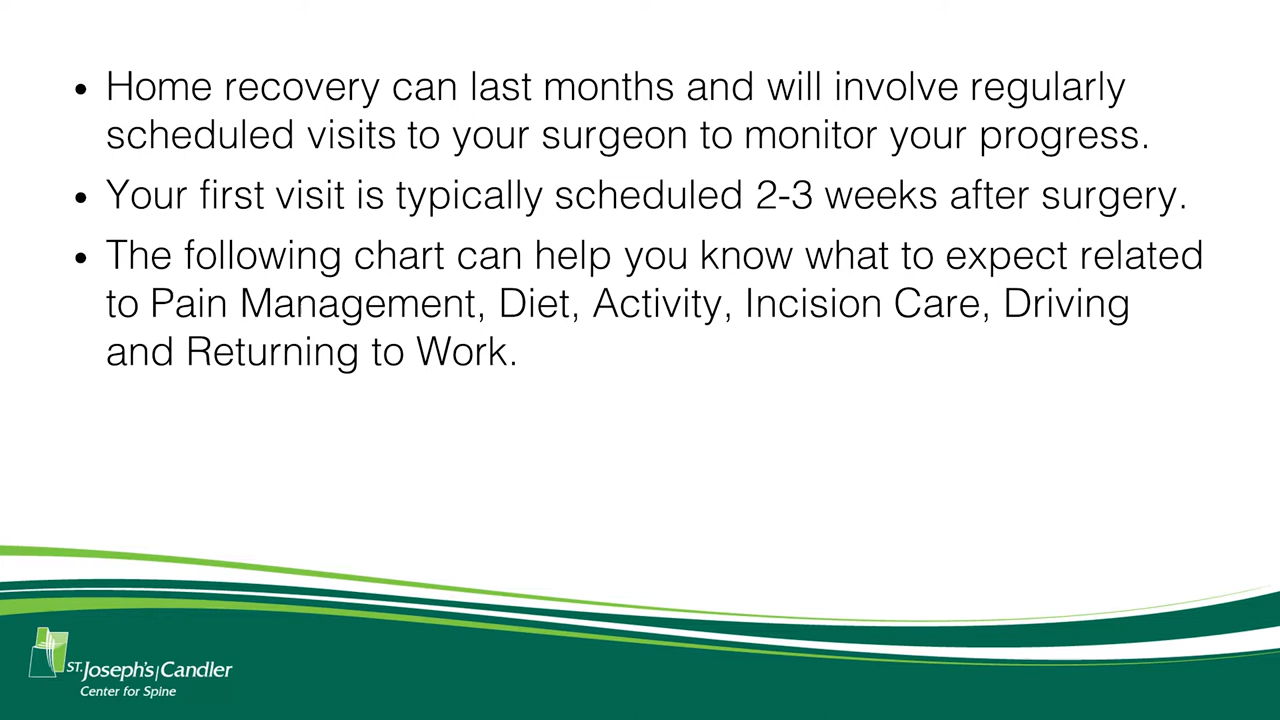 • Home recovery can last months and will involve regularly
scheduled visits to your surgeon to monitor your progress.
• Your first visit is typically scheduled 2-3 weeks after surgery.
• The following chart can help you know what to expect related
to Pain Management, Diet, Activity, Incision Care, Driving
and Returning to Work.
ST. JOSEPH'S|CANDLER
Center for Spine